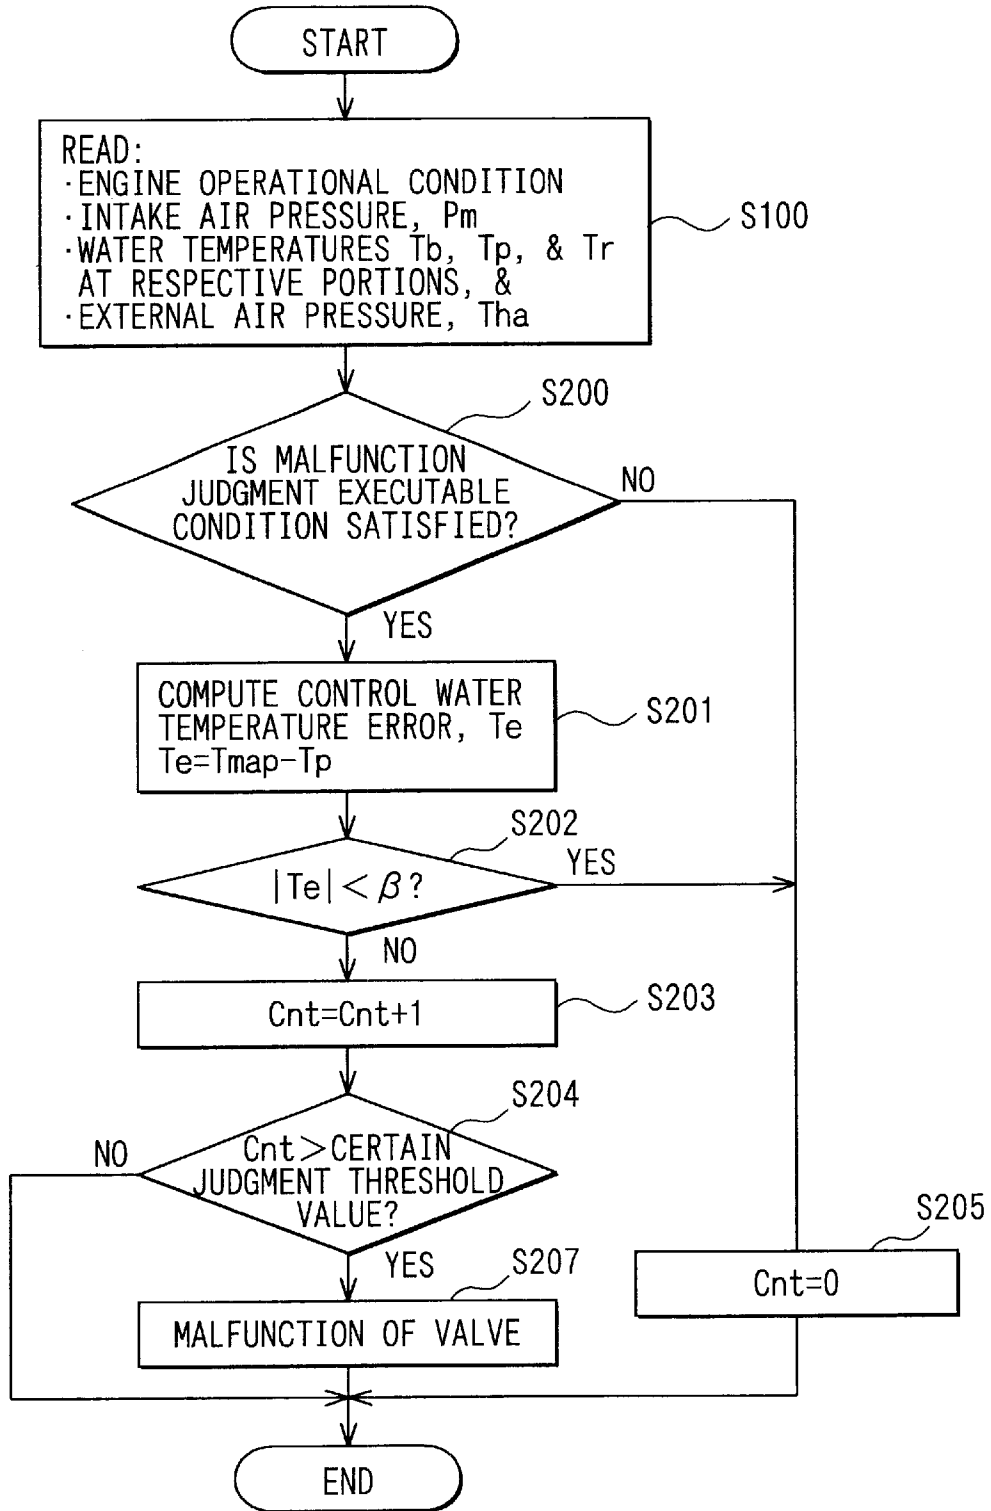 START
READ:
·ENGINE OPERATIONAL CONDITION
·INTAKE AIR PRESSURE, Pm
·WATER TEMPERATURES Tb, Tp, & Tr
AT RESPECTIVE PORTIONS, &
·EXTERNAL AIR PRESSURE, Tha
S100
S200
IS MALFUNCTION
JUDGMENT EXECUTABLE
CONDITION SATISFIED?
NO
YES
COMPUTE CONTROL WATER
TEMPERATURE ERROR, Te
Te=Tmap-Tp
S201
S202
|Te|<β?
YES
NO
Cnt=Cnt+1
S203
S204
Cnt>CERTAIN
JUDGMENT THRESHOLD
VALUE?
NO
YES
S207
MALFUNCTION OF VALVE
S205
Cnt=0
END